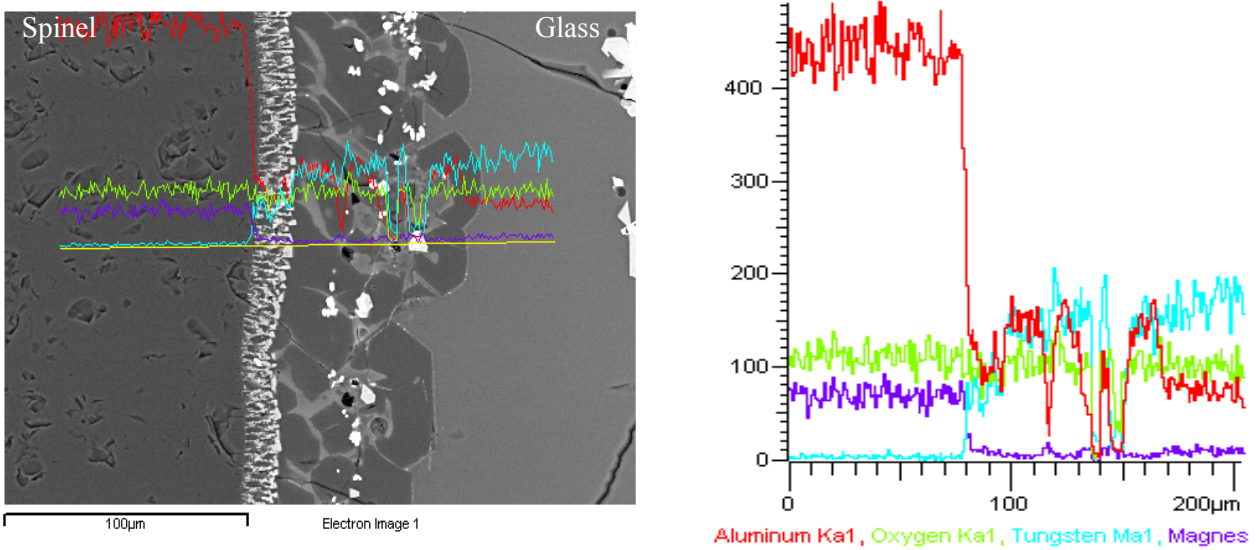 Spinel Glass
100µm Electron Image 1
400
300
200
100
0
0 100 200µm
Aluminum Ka1, Oxygen Ka1, Tungsten Ma1, Magnes